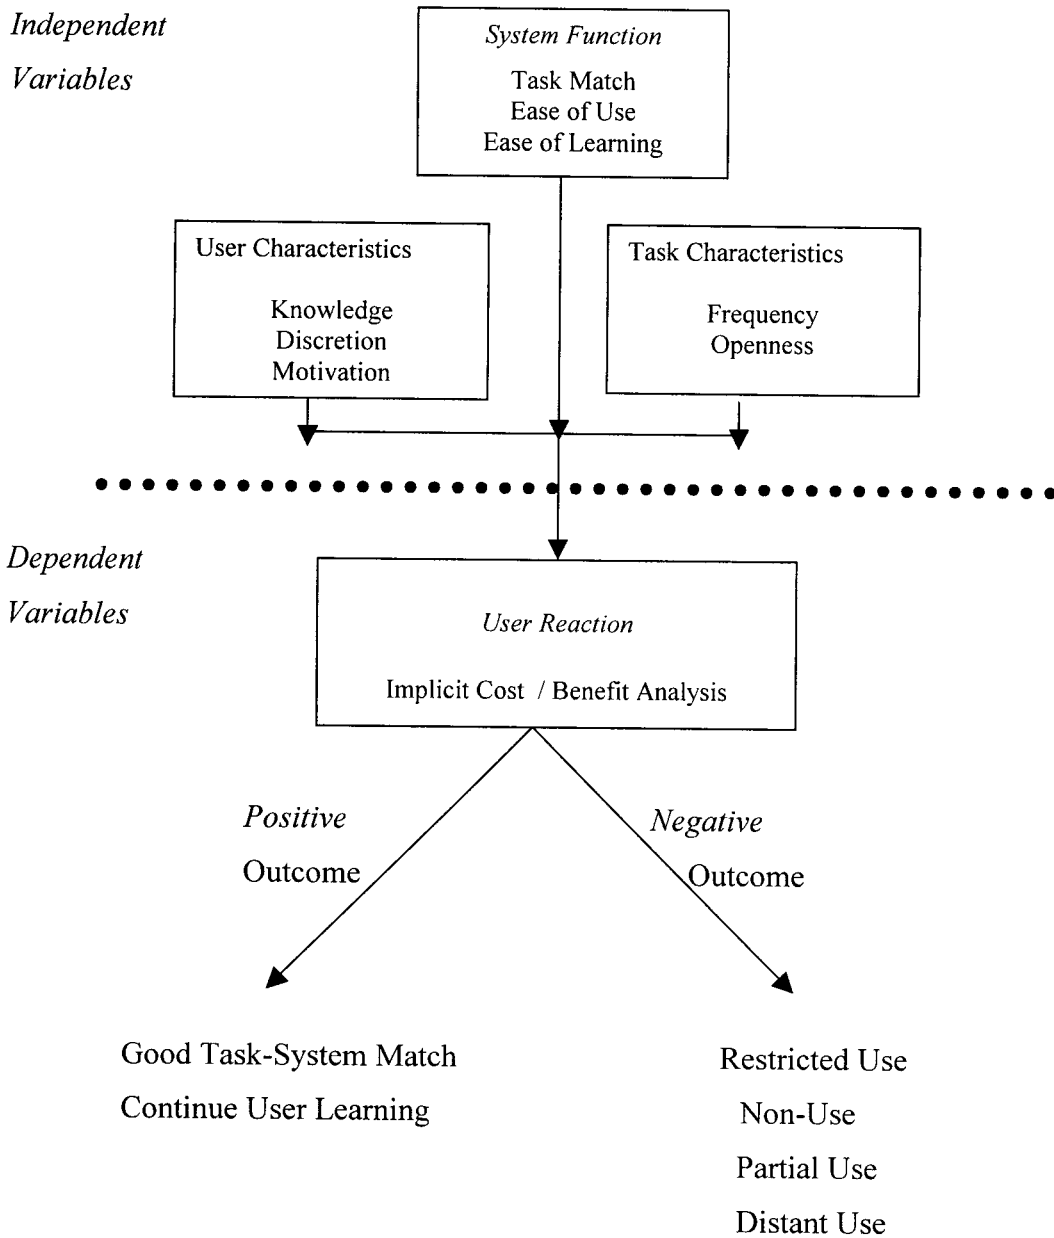 Independent
Variables
System Function
Task Match
Ease of Use
Ease of Learning
User Characteristics
Knowledge
Discretion
Motivation
Task Characteristics
Frequency
Openness
Dependent
Variables
User Reaction
Implicit Cost / Benefit Analysis
Positive
Outcome
Negative
Outcome
Good Task-System Match
Continue User Learning
Restricted Use
Non-Use
Partial Use
Distant Use